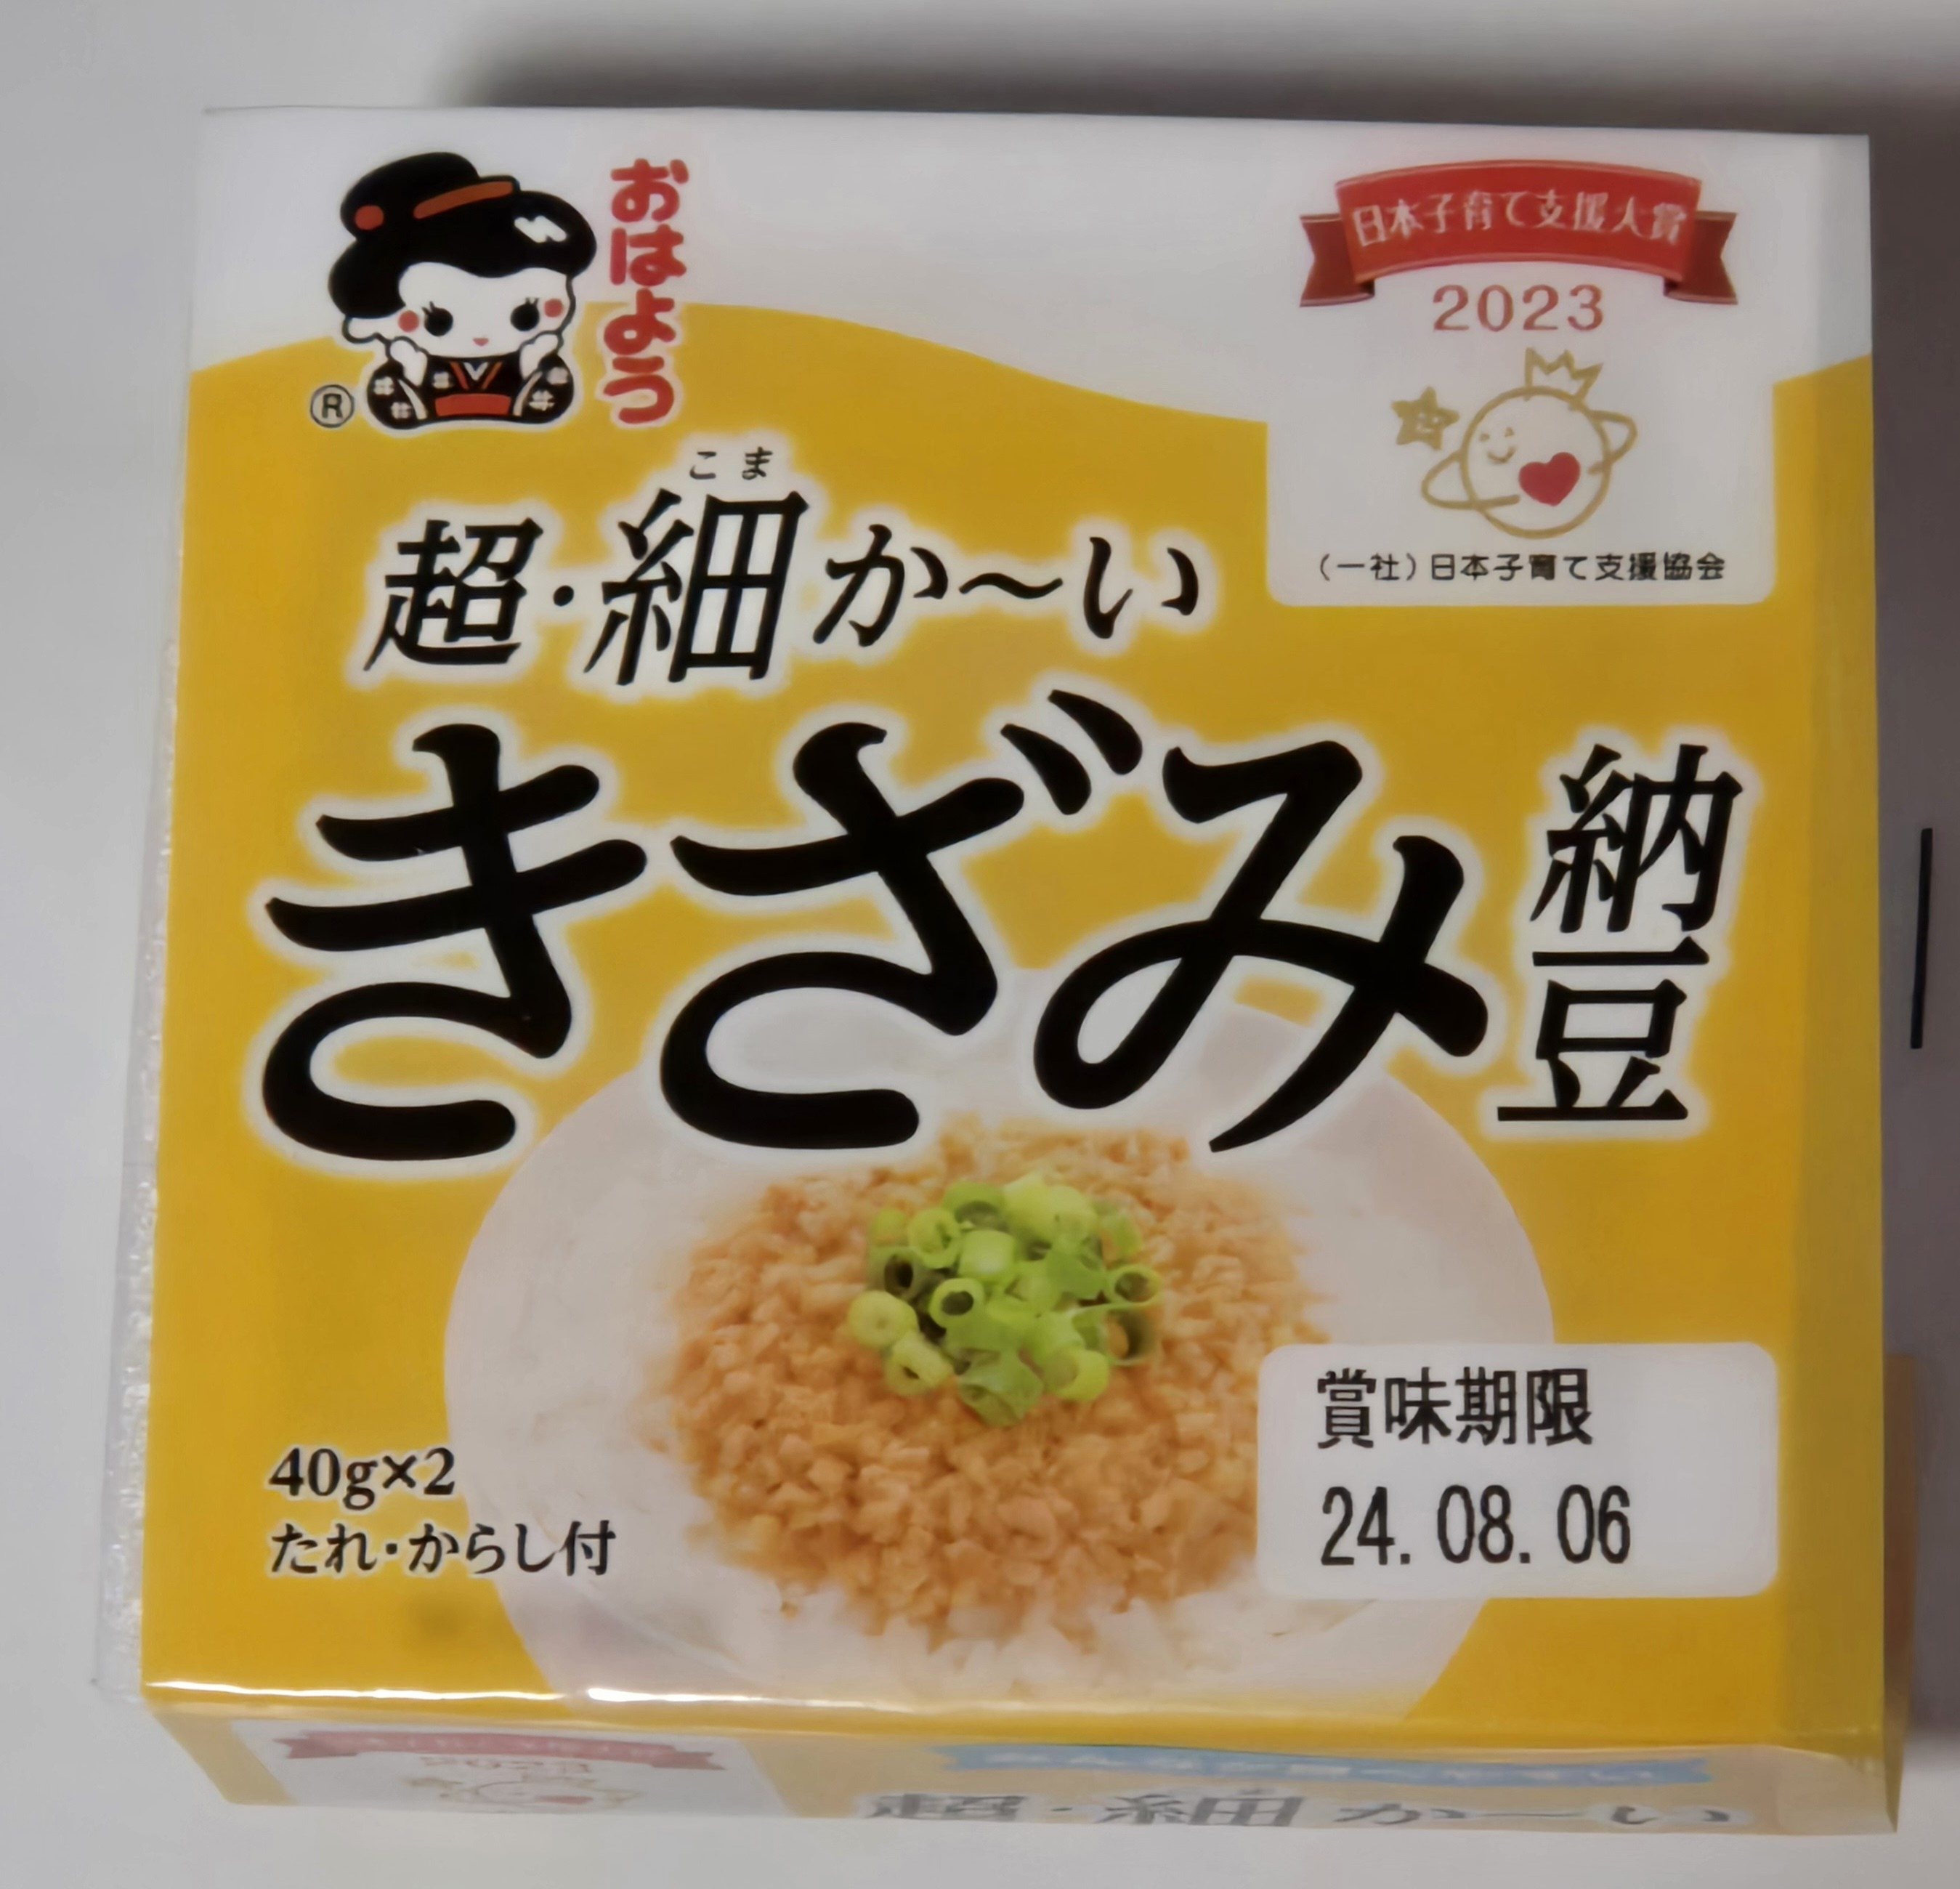 おはよう
®
日本子育て支援大賞
2023
(一社)日本子育て支援協会
こま
超・細か〜い
きざみ
納豆
40g×2
たれ・からし付
賞味期限
24.08.06
超・細か〜い